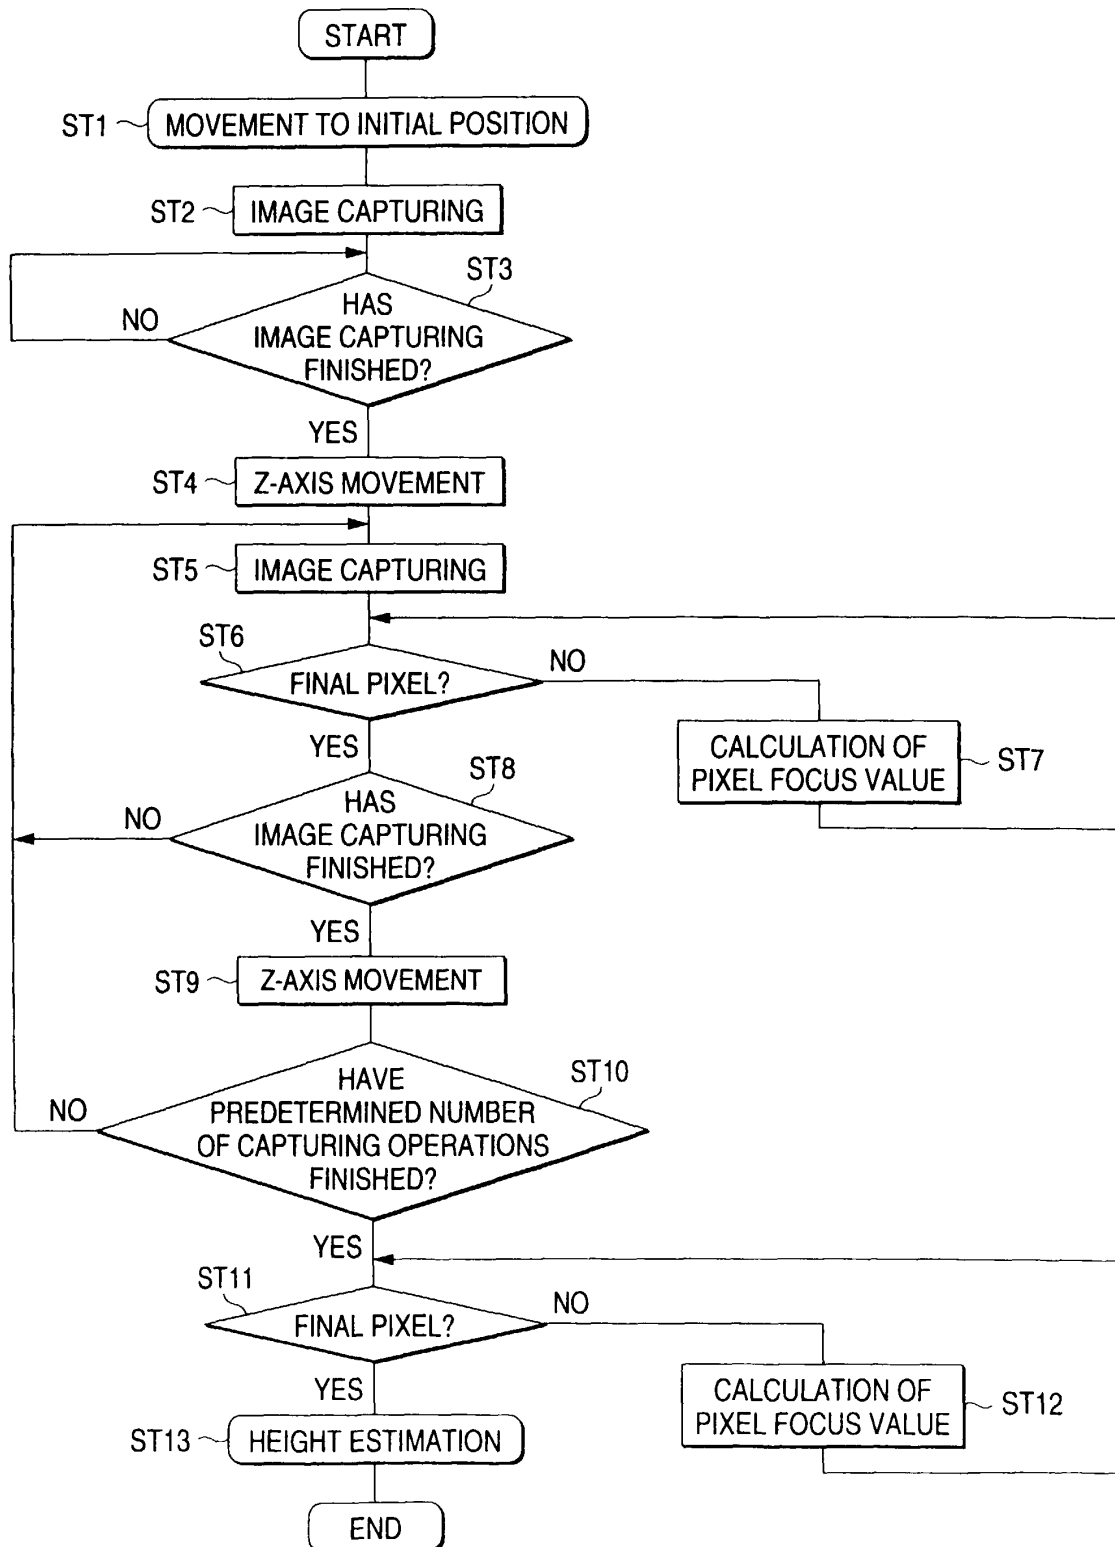 START
ST1
MOVEMENT TO INITIAL POSITION
ST2
IMAGE CAPTURING
ST3
HAS
IMAGE CAPTURING
FINISHED?
NO
YES
ST4
Z-AXIS MOVEMENT
ST5
IMAGE CAPTURING
ST6
FINAL PIXEL?
NO
YES
CALCULATION OF
PIXEL FOCUS VALUE
ST7
ST8
HAS
IMAGE CAPTURING
FINISHED?
NO
YES
ST9
Z-AXIS MOVEMENT
ST10
HAVE
PREDETERMINED NUMBER
OF CAPTURING OPERATIONS
FINISHED?
NO
YES
ST11
FINAL PIXEL?
NO
YES
CALCULATION OF
PIXEL FOCUS VALUE
ST12
ST13
HEIGHT ESTIMATION
END